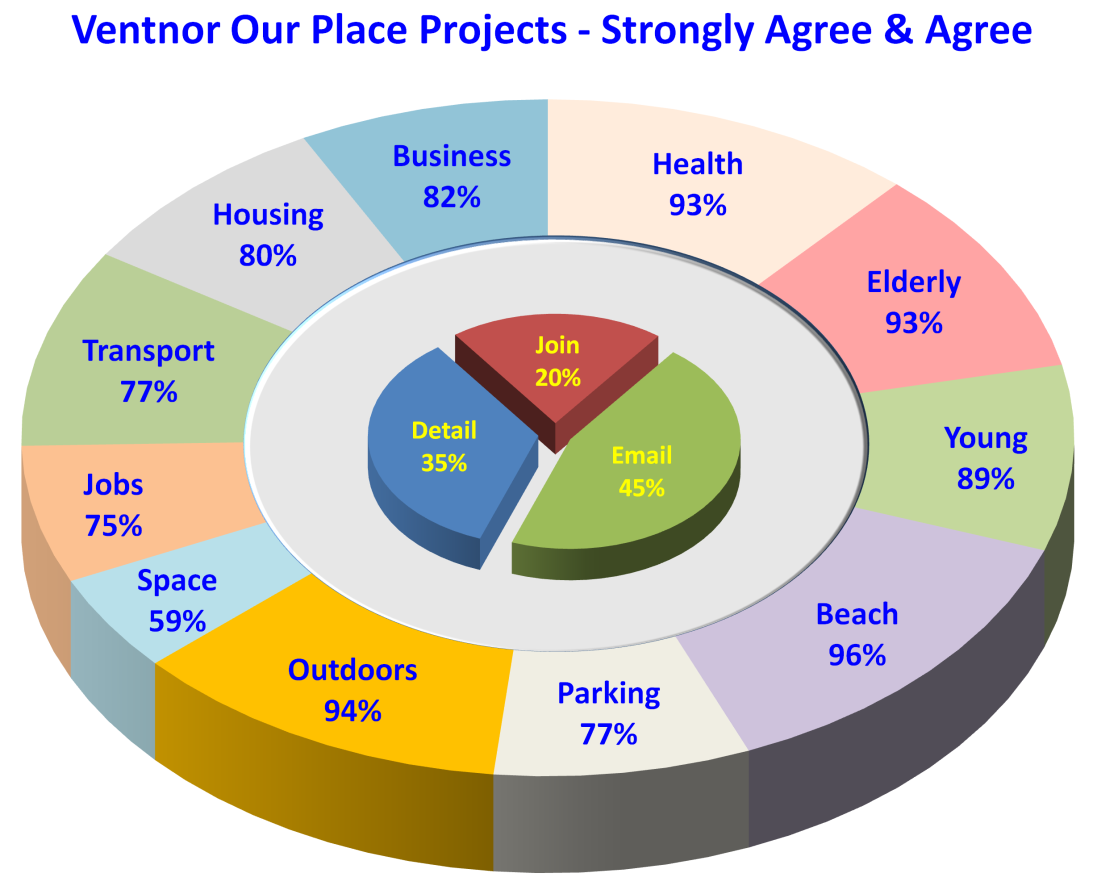 Ventnor Our Place Projects - Strongly Agree & Agree
Business
82%
Health
93%
Housing
80%
Elderly
93%
Transport
77%
Join
20%
Detail
35%
Email
45%
Young
89%
Jobs
75%
Space
59%
Beach
96%
Outdoors
94%
Parking
77%